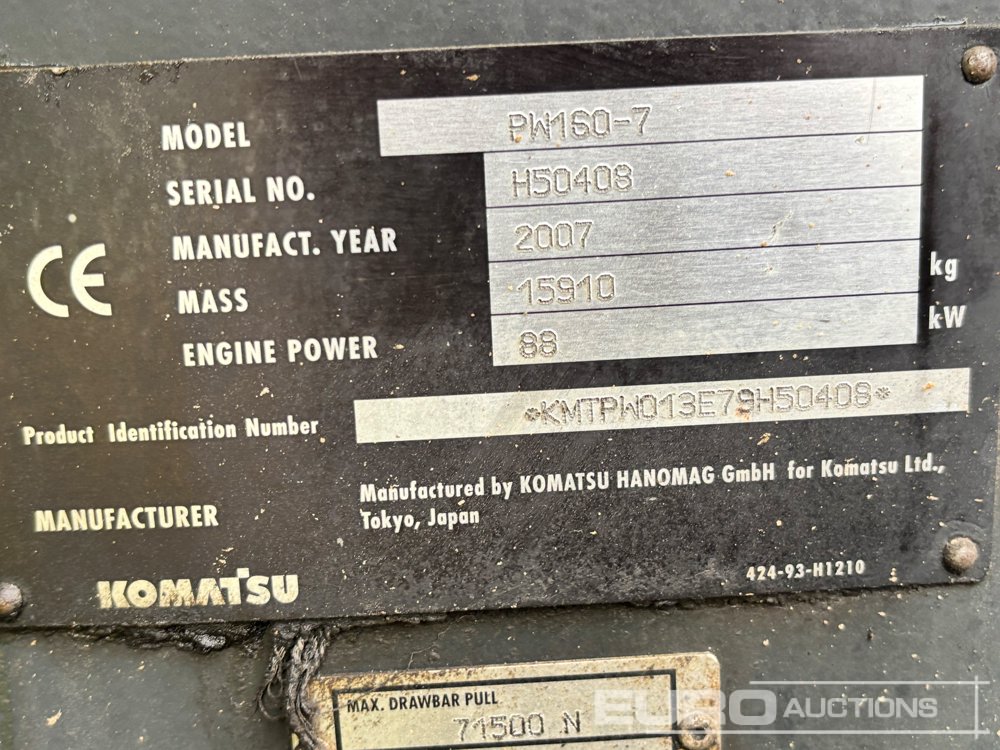 MODEL PW160-7
SERIAL NO. H50408
MANUFACT. YEAR 2007
MASS 15910 kg
ENGINE POWER 88 kW
CE
Product Identification Number *KMTPW013E79H50408*
MANUFACTURER Manufactured by KOMATSU HANOMAG GmbH for Komatsu Ltd.,
Tokyo, Japan
KOMATSU 424-93-H1210
MAX. DRAWBAR PULL
71500 N
EURO AUCTIONS